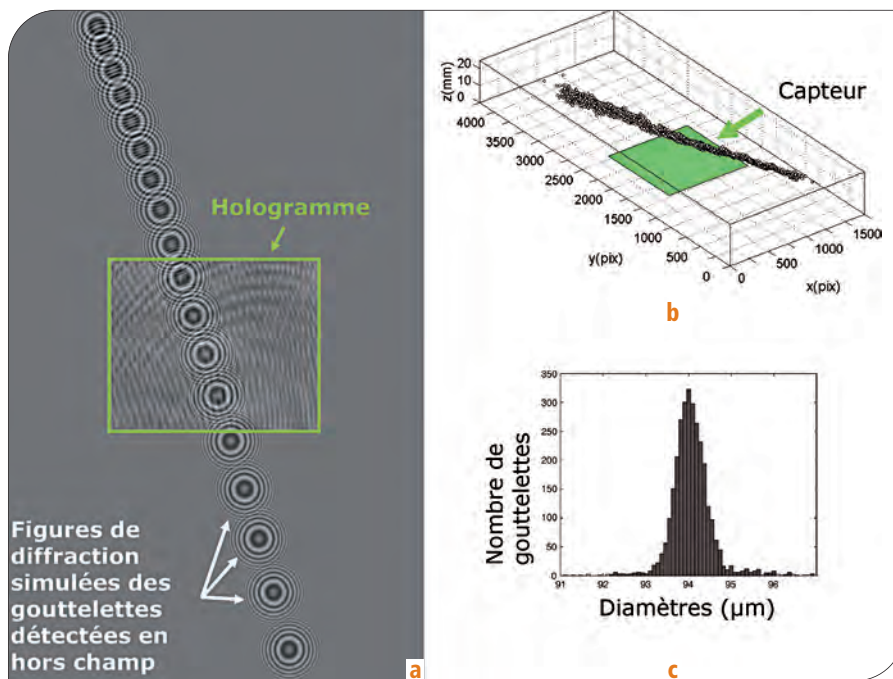 Hologramme
Figures de
diffraction
simulées des
gouttelettes
détectées en
hors champ
a
z(mm)
20
10
0
Capteur
4000
3500
3000
2500
2000
1500
1000
500
0
y(pix)
0
500
1000
1500
x(pix)
b
Nombre de
gouttelettes
350
300
250
200
150
100
50
0
91 92 93 94 95 96
Diamètres (µm)
c